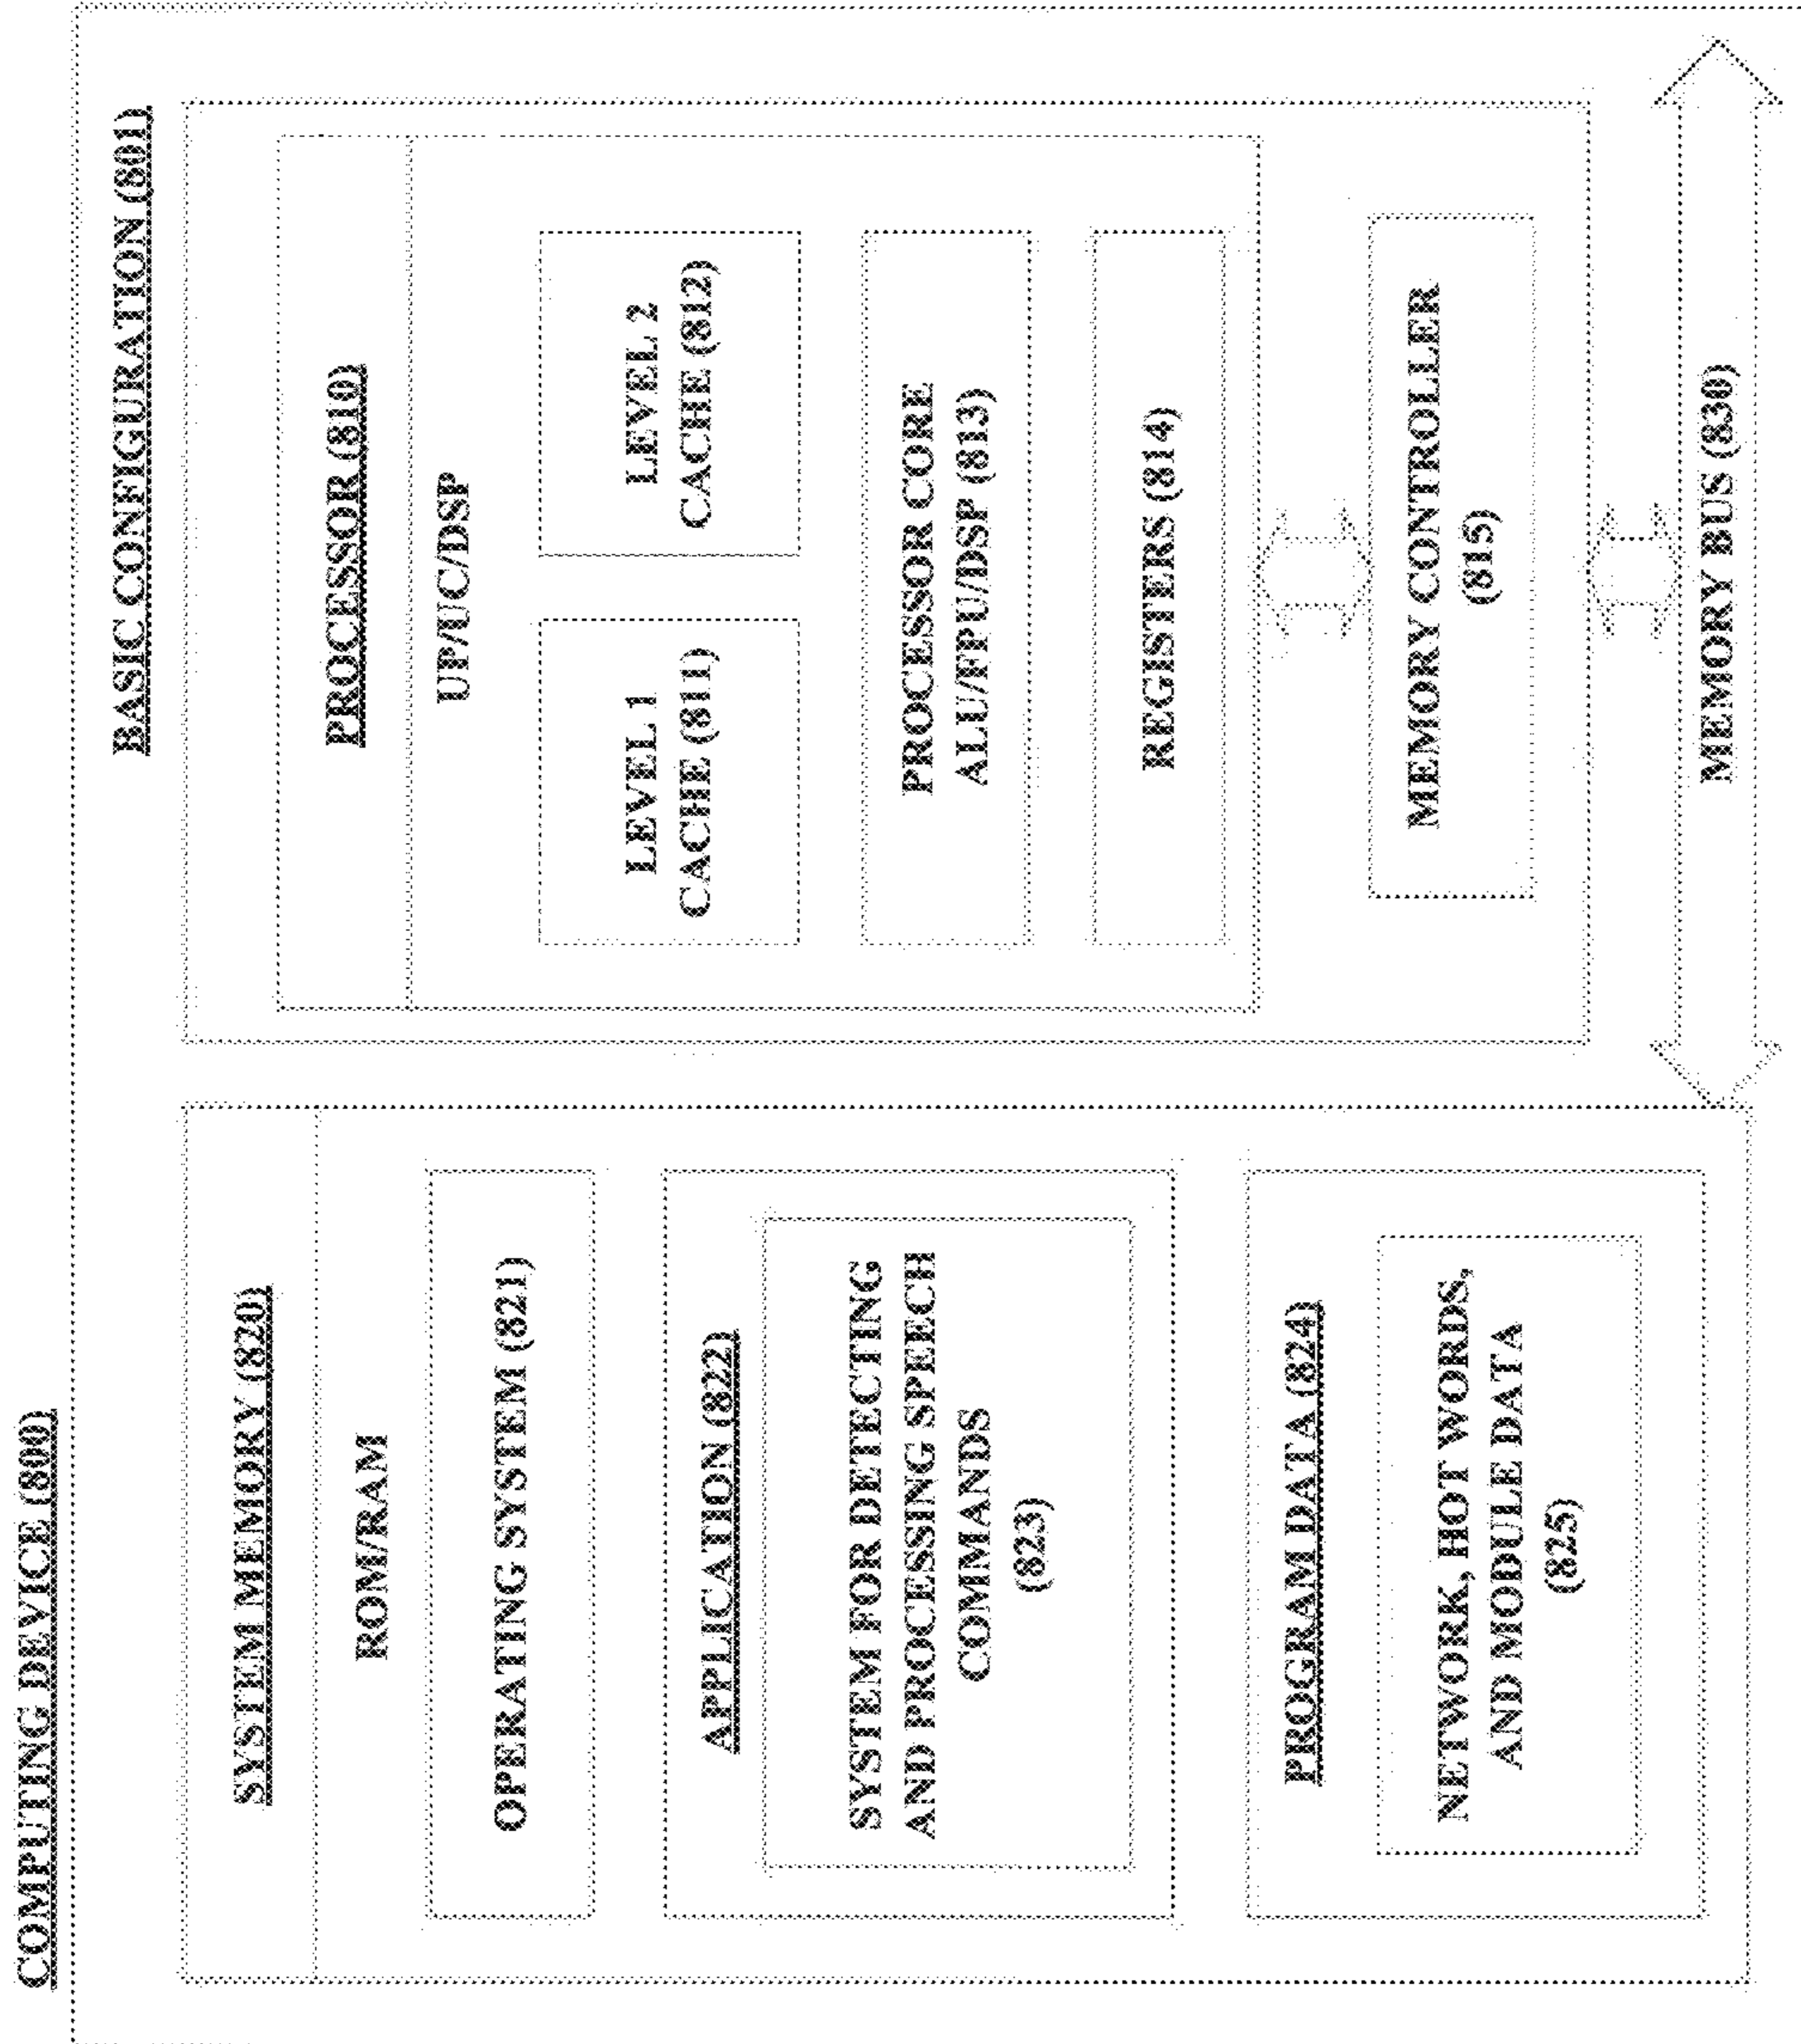 COMPUTING DEVICE (800)
BASIC CONFIGURATION (801)
SYSTEM MEMORY (820)
ROM/RAM
OPERATING SYSTEM (821)
APPLICATION (822)
SYSTEM FOR DETECTING
AND PROCESSING SPEECH
COMMANDS
(823)
PROGRAM DATA (824)
NETWORK, HOT WORDS,
AND MODULE DATA
(825)
PROCESSOR (810)
UP/UC/DSP
LEVEL 1
CACHE (811)
LEVEL 2
CACHE (812)
PROCESSOR CORE
ALU/FPU/DSP (813)
REGISTERS (814)
MEMORY CONTROLLER
(815)
MEMORY BUS (830)